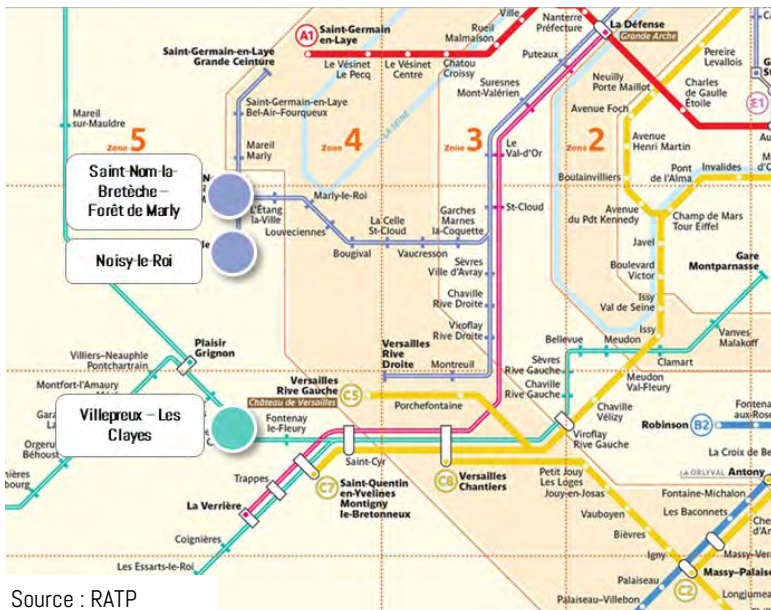 Saint-Germain
en-Laye
A1
Ville
Rueil
Malmaison
Nanterre
Préfecture
La Défense
Grande Arche
Saint-Germain-en-Laye
Grande Ceinture
Le Vésinet
Le Pecq
Le Vésinet
Centre
Chatou
Croissy
Puteaux
Pereire
Levallois
Neuilly
Porte Maillot
Charles
de Gaulle
Étoile
E1
Saint-Germain-en-Laye
Bel-Air-Fourqueux
Suresnes
Mont-Valérien
Avenue Foch
Mareil
sur-Mauldre
LA SEINE
Zone 5
Zone 4
Zone 3
Zone 2
Mareil
Marly
Le
Val-d'Or
Avenue
Henri Martin
Boulainvilliers
Pont
de l'Alma
Invalides
Saint-Nom-la-
Bretèche –
Forêt de Marly
L'Étang
la-Ville
Marly-le-Roi
Louveciennes
La Celle
St-Cloud
Garches
Marnes
la-Coquette
St-Cloud
Avenue
du Pdt Kennedy
Champ de Mars
Tour Eiffel
Noisy-le-Roi
Bougival
Vaucresson
Sèvres
Ville d'Avray
Javel
Boulevard
Victor
Gare
Montparnasse
Chaville
Rive Droite
Issy
Val de Seine
Viroflay
Rive Droite
Issy
Plaisir
Grignon
Versailles
Rive
Droite
Montreuil
Bellevue
Meudon
Vanves
Malakoff
Clamart
Villiers–Neauphle
Pontchartrain
Sèvres
Rive Gauche
Meudon
Val-Fleury
Montfort-l'Amaury
Versailles
Rive Gauche
Château de Versailles
C5
Porchefontaine
Chaville
Rive Gauche
Chaville
Vélizy
Villepreux – Les
Clayes
Fontenay
le-Fleury
Viroflay
Rive Gauche
Robinson
B2
Orgerus
Béhoust
Saint-Cyr
La Croix de
Trappes
C7
Saint-Quentin
en-Yvelines
Montigny
le-Bretonneux
C8
Versailles
Chantiers
Petit Jouy
Les Loges
Jouy-en-Josas
ORLYVAL
Antony
Fontaine-Michalon
La Verrière
Vauboyen
Les Baconnets
Coignières
Bièvres
Igny
Les Essarts-le-Roi
C2
Massy-Palaise
Palaiseau
Palaiseau–Villebon
Longjumeau
Source : RATP